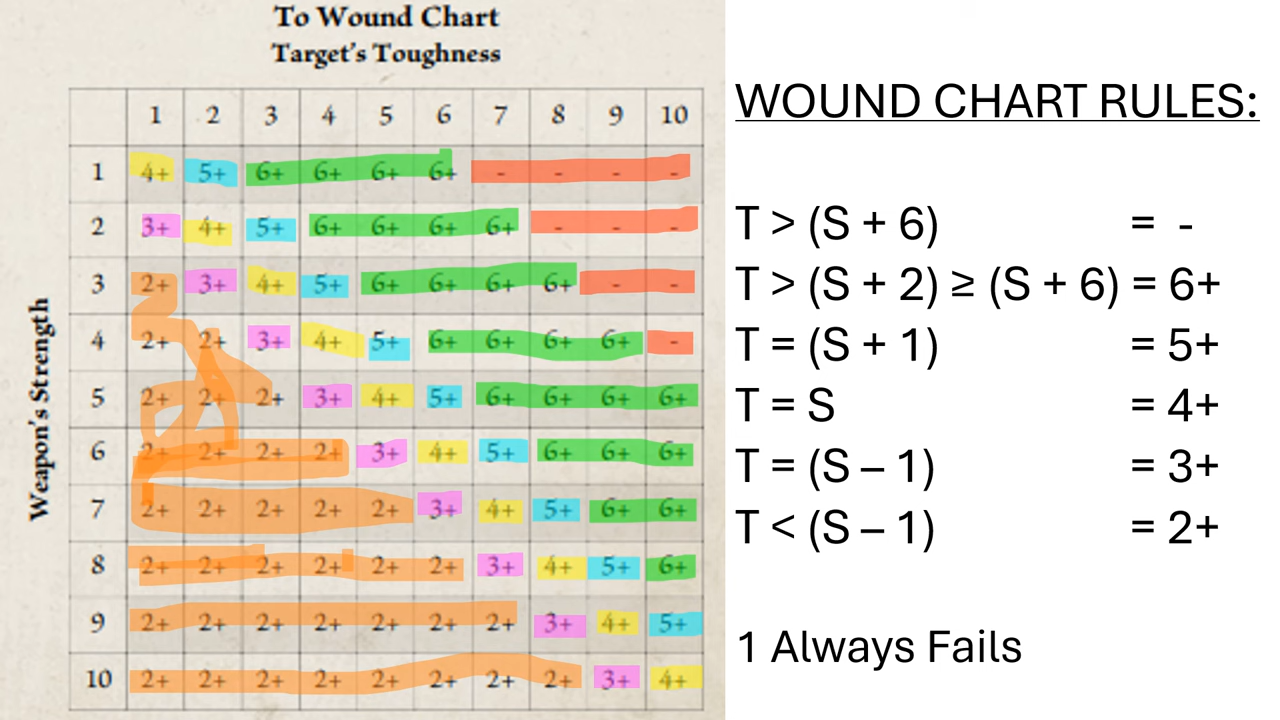 To Wound Chart
Target's Toughness
Weapon's Strength
1 2 3 4 5 6 7 8 9 10
1 4+ 5+ 6+ 6+ 6+ 6+ - - - -
2 3+ 4+ 5+ 6+ 6+ 6+ 6+ - - -
3 2+ 3+ 4+ 5+ 6+ 6+ 6+ 6+ - -
4 2+ 2+ 3+ 4+ 5+ 6+ 6+ 6+ 6+ -
5 2+ 2+ 2+ 3+ 4+ 5+ 6+ 6+ 6+ 6+
6 2+ 2+ 2+ 2+ 3+ 4+ 5+ 6+ 6+ 6+
7 2+ 2+ 2+ 2+ 2+ 3+ 4+ 5+ 6+ 6+
8 2+ 2+ 2+ 2+ 2+ 2+ 3+ 4+ 5+ 6+
9 2+ 2+ 2+ 2+ 2+ 2+ 2+ 3+ 4+ 5+
10 2+ 2+ 2+ 2+ 2+ 2+ 2+ 2+ 3+ 4+
WOUND CHART RULES:
T > (S + 6) = -
T > (S + 2) ≥ (S + 6) = 6+
T = (S + 1) = 5+
T = S = 4+
T = (S – 1) = 3+
T < (S – 1) = 2+
1 Always Fails